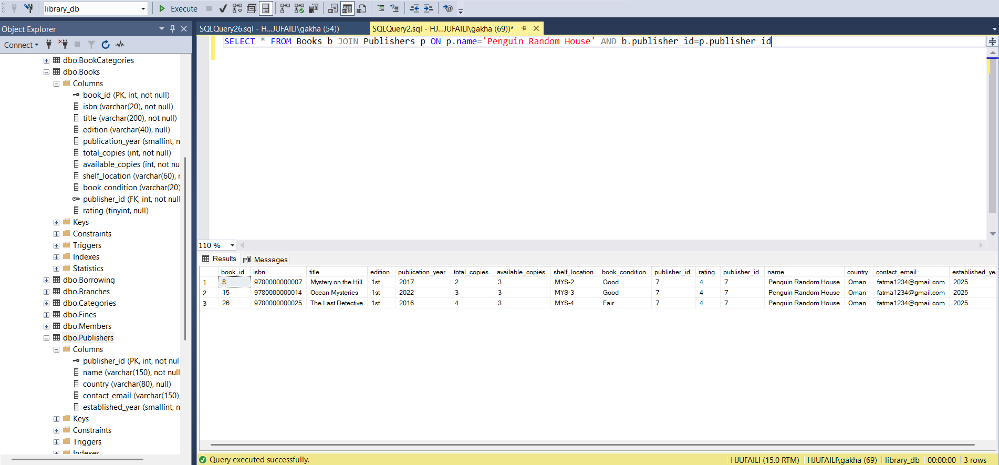 library_db Execute
Object Explorer
Connect
dbo.BookCategories
dbo.Books
Columns
book_id (PK, int, not null)
isbn (varchar(20), not null)
title (varchar(200), not null)
edition (varchar(40), null)
publication_year (smallint, n
total_copies (int, not null)
available_copies (int, not nu
shelf_location (varchar(60), r
book_condition (varchar(20)
publisher_id (FK, int, not null
rating (tinyint, null)
Keys
Constraints
Triggers
Indexes
Statistics
dbo.Borrowing
dbo.Branches
dbo.Categories
dbo.Fines
dbo.Members
dbo.Publishers
Columns
publisher_id (PK, int, not nul
name (varchar(150), not null
country (varchar(80), null)
contact_email (varchar(150),
established_year (smallint, n
Keys
Constraints
Triggers
Indexes
SQLQuery26.sql - H...JUFAILI\gakha (54)) SQLQuery2.sql - HJ...JUFAILI\gakha (69))*
SELECT * FROM Books b JOIN Publishers p ON p.name='Penguin Random House' AND b.publisher_id=p.publisher_id
110 %
Results Messages
book_id isbn title edition publication_year total_copies available_copies shelf_location book_condition publisher_id rating publisher_id name country contact_email established_ye
1 8 9780000000007 Mystery on the Hill 1st 2017 2 3 MYS-2 Good 7 4 7 Penguin Random House Oman fatma1234@gmail.com 2025
2 15 9780000000014 Ocean Mysteries 1st 2022 3 3 MYS-3 Good 7 4 7 Penguin Random House Oman fatma1234@gmail.com 2025
3 26 9780000000025 The Last Detective 1st 2016 4 3 MYS-4 Fair 7 4 7 Penguin Random House Oman fatma1234@gmail.com 2025
Query executed successfully. HJUFAILI (15.0 RTM) HJUFAILI\gakha (69) library_db 00:00:00 3 rows